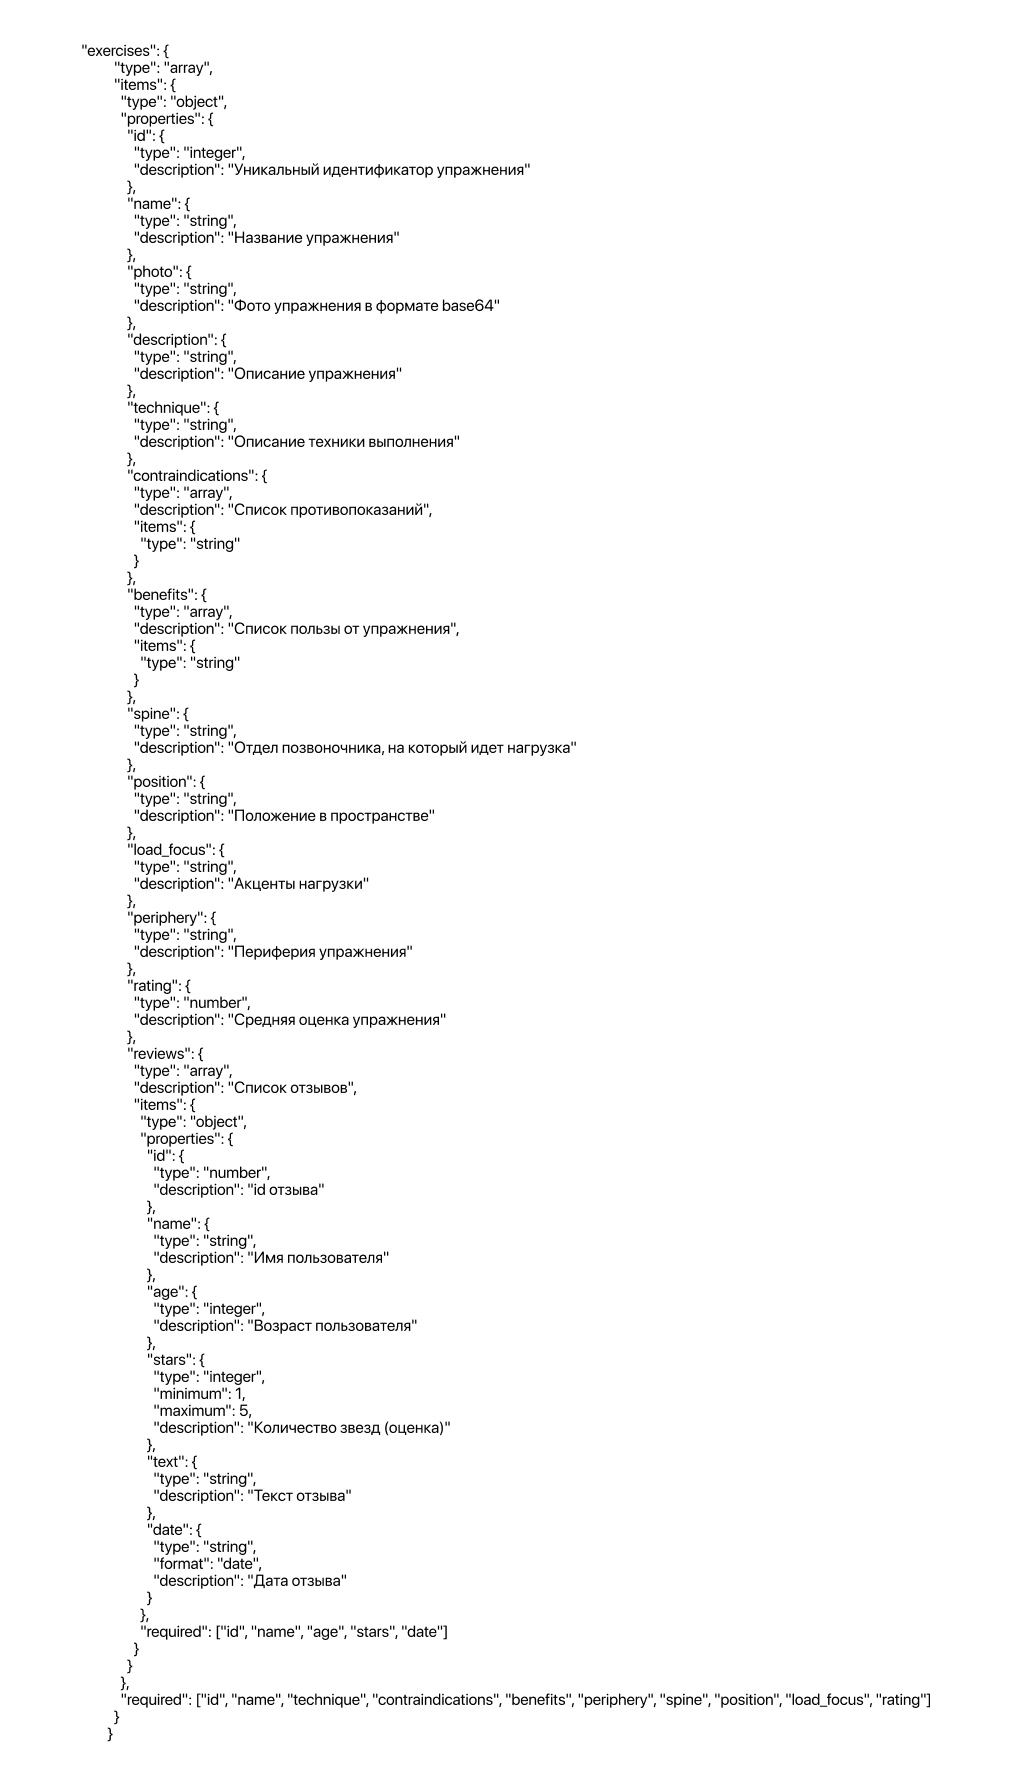 "exercises": {
"type": "array",
"items": {
"type": "object",
"properties": {
"id": {
"type": "integer",
"description": "Уникальный идентификатор упражнения"
},
"name": {
"type": "string",
"description": "Название упражнения"
},
"photo": {
"type": "string",
"description": "Фото упражнения в формате base64"
},
"description": {
"type": "string",
"description": "Описание упражнения"
},
"technique": {
"type": "string",
"description": "Описание техники выполнения"
},
"contraindications": {
"type": "array",
"description": "Список противопоказаний",
"items": {
"type": "string"
}
},
"benefits": {
"type": "array",
"description": "Список пользы от упражнения",
"items": {
"type": "string"
}
},
"spine": {
"type": "string",
"description": "Отдел позвоночника, на который идет нагрузка"
},
"position": {
"type": "string",
"description": "Положение в пространстве"
},
"load_focus": {
"type": "string",
"description": "Акценты нагрузки"
},
"periphery": {
"type": "string",
"description": "Периферия упражнения"
},
"rating": {
"type": "number",
"description": "Средняя оценка упражнения"
},
"reviews": {
"type": "array",
"description": "Список отзывов",
"items": {
"type": "object",
"properties": {
"id": {
"type": "number",
"description": "id отзыва"
},
"name": {
"type": "string",
"description": "Имя пользователя"
},
"age": {
"type": "integer",
"description": "Возраст пользователя"
},
"stars": {
"type": "integer",
"minimum": 1,
"maximum": 5,
"description": "Количество звезд (оценка)"
},
"text": {
"type": "string",
"description": "Текст отзыва"
},
"date": {
"type": "string",
"format": "date",
"description": "Дата отзыва"
}
},
"required": ["id", "name", "age", "stars", "date"]
}
}
},
"required": ["id", "name", "technique", "contraindications", "benefits", "periphery", "spine", "position", "load_focus", "rating"]
}
}